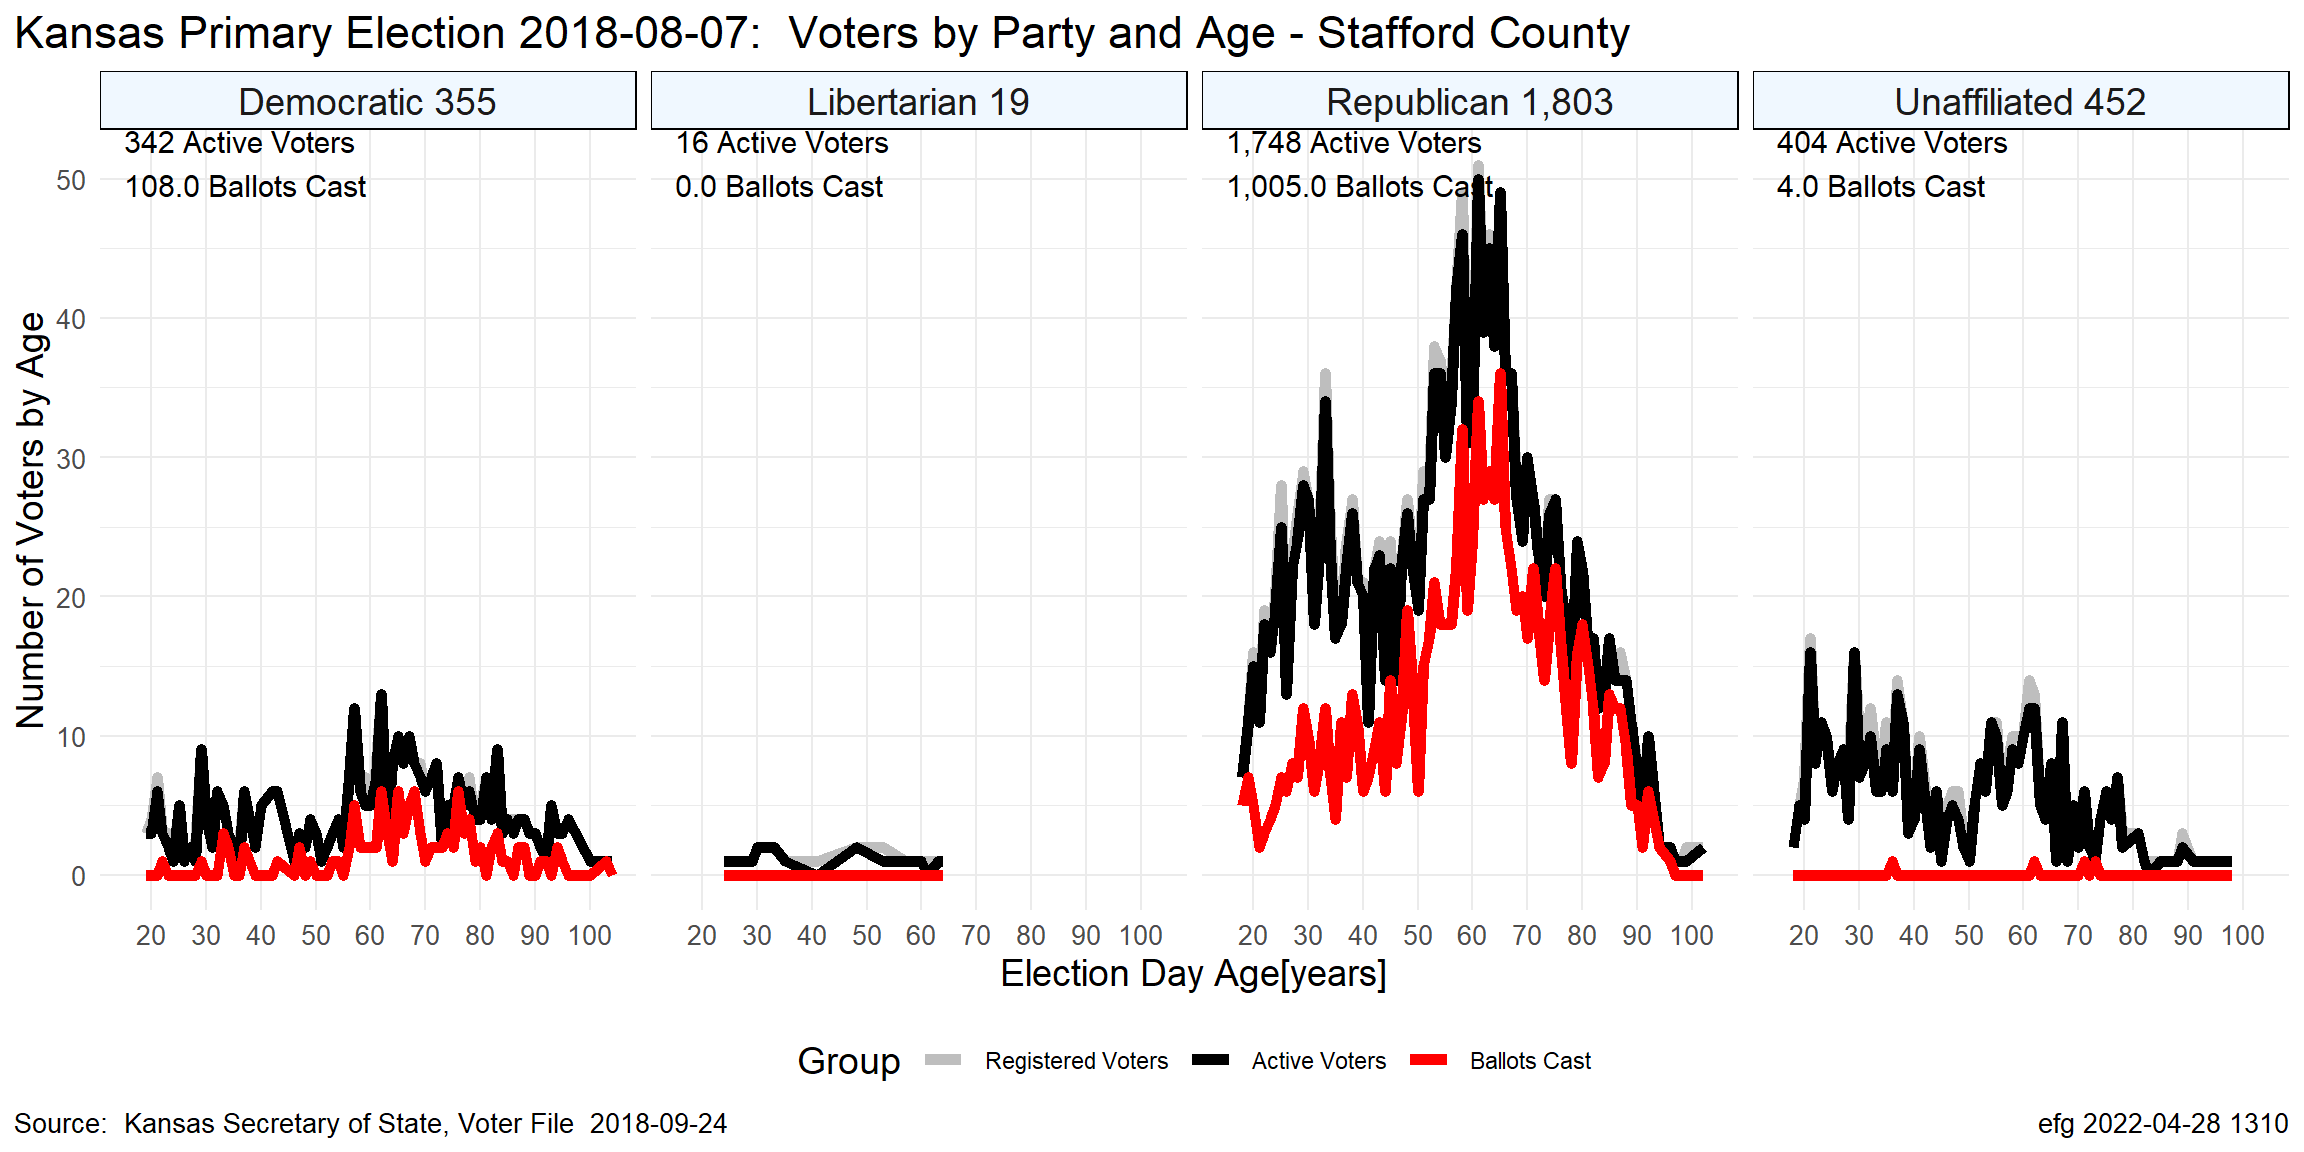 Kansas Primary Election 2018-08-07:  Voters by Party and Age - Stafford County
Democratic 355
Libertarian 19
Republican 1,803
Unaffiliated 452
342 Active Voters
108.0 Ballots Cast
16 Active Voters
0.0 Ballots Cast
1,748 Active Voters
1,005.0 Ballots Cast
404 Active Voters
4.0 Ballots Cast
Number of Voters by Age
50
40
30
20
10
0
20 30 40 50 60 70 80 90 100
20 30 40 50 60 70 80 90 100
20 30 40 50 60 70 80 90 100
20 30 40 50 60 70 80 90 100
Election Day Age[years]
Group Registered Voters Active Voters Ballots Cast
Source:  Kansas Secretary of State, Voter File  2018-09-24
efg 2022-04-28 1310